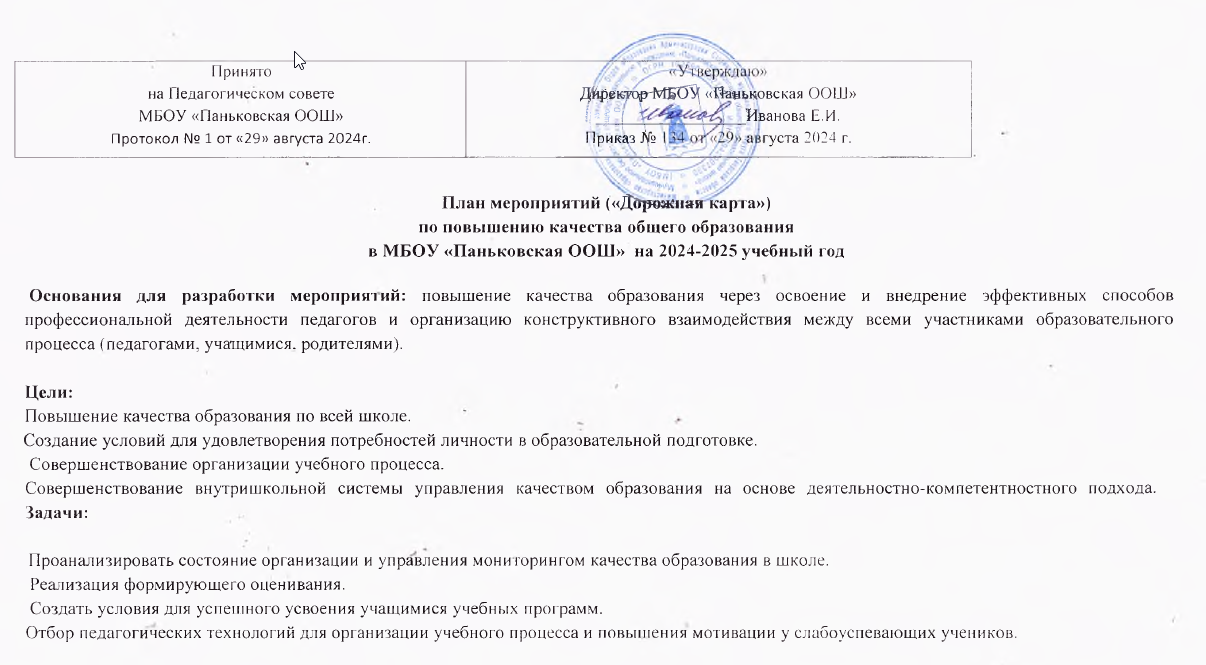 Принято
на Педагогическом совете
МБОУ «Паньковская ООШ»
Протокол № 1 от «29» августа 2024г.
«Утверждаю»
Директор МБОУ «Паньковская ООШ»
Иванова Е.И.
Приказ № 134 от «29» августа 2024 г.
План мероприятий («Дорожная карта»)
по повышению качества общего образования
в МБОУ «Паньковская ООШ» на 2024-2025 учебный год
Основания для разработки мероприятий: повышение качества образования через освоение и внедрение эффективных способов
профессиональной деятельности педагогов и организацию конструктивного взаимодействия между всеми участниками образовательного
процесса (педагогами, учащимися, родителями).
Цели:
Повышение качества образования по всей школе.
Создание условий для удовлетворения потребностей личности в образовательной подготовке.
Совершенствование организации учебного процесса.
Совершенствование внутришкольной системы управления качеством образования на основе деятельностно-компетентностного подхода.
Задачи:
Проанализировать состояние организации и управления мониторингом качества образования в школе.
Реализация формирующего оценивания.
Создать условия для успешного усвоения учащимися учебных программ.
Отбор педагогических технологий для организации учебного процесса и повышения мотивации у слабоуспевающих учеников.